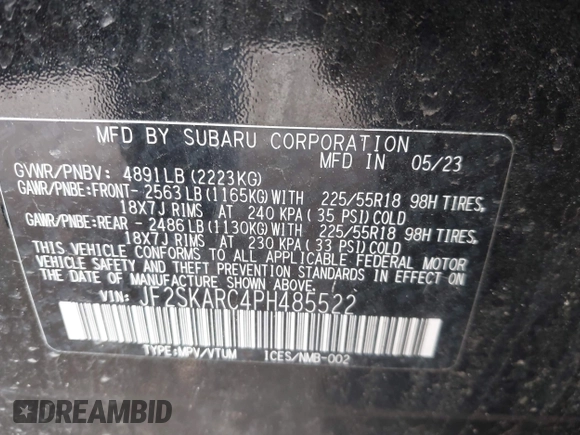 MFD BY SUBARU CORPORATION
MFD IN 05/23
GVWR/PNBV: 4891LB (2223KG)
GAWR/PNBE:FRONT- 2563LB (1165KG)WITH 225/55R18 98H TIRES,
18X7J RIMS AT 240 KPA(35 PSI)COLD
GAWR/PNBE:REAR - 2486LB(1130KG)WITH 225/55R18 98H TIRES,
18X7J RIMS AT 230 KPA(33 PSI)COLD
THIS VEHICLE CONFORMS TO ALL APPLICABLE FEDERAL MOTOR
VEHICLE SAFETY AND THEFT PREVENTION STANDARDS IN EFFECT ON
THE DATE OF MANUFACTURE SHOWN ABOVE.
VIN: JF2SKARC4PH485522
TYPE:MPV/VTUM ICES/NMB-002
DREAMBID